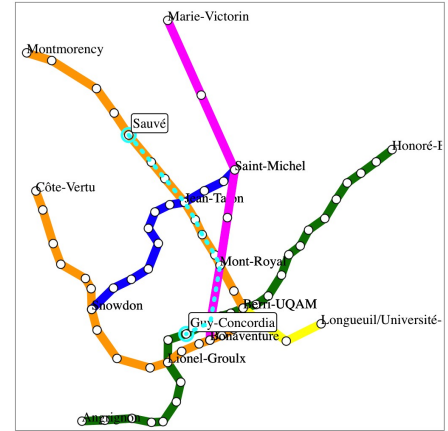 Marie-Victorin
Montmorency
Sauvé
Honoré-B
Saint-Michel
Côte-Vertu
Jean-Talon
Mont-Royal
Snowdon
Berri-UQAM
Guy-Concordia
Longueuil/Université-
Bonaventure
Lionel-Groulx
Angrignon